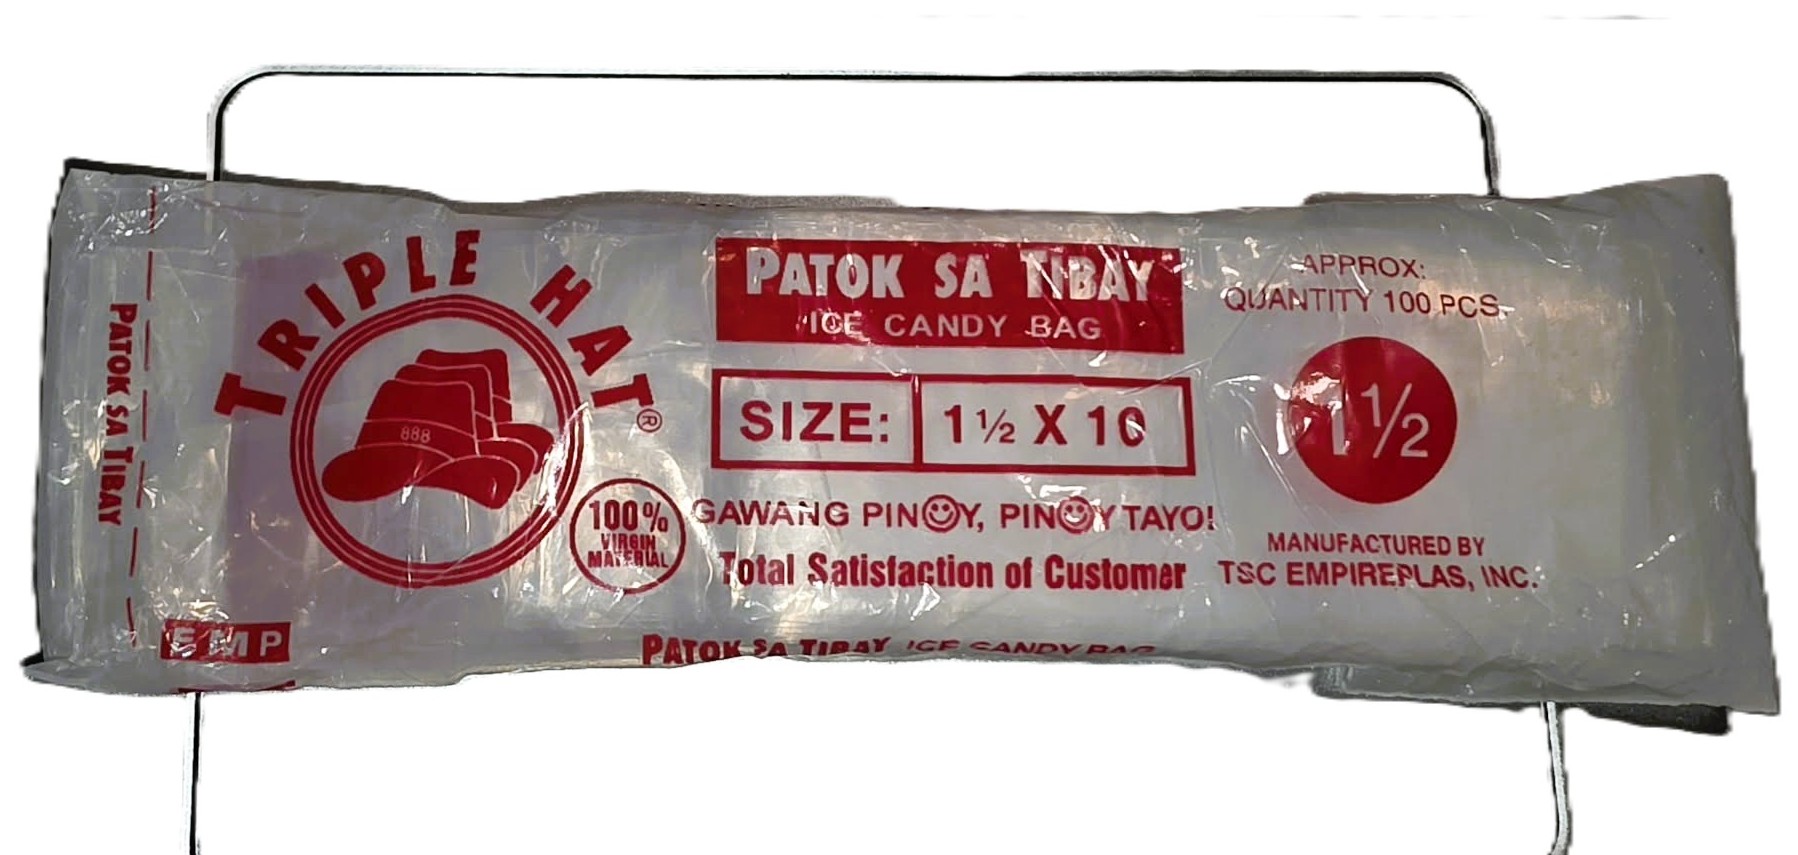 PATOK SA TIBAY
TRIPLE HAT®
888
EMP
100%
VIRGIN
MATERIAL
PATOK SA TIBAY
ICE CANDY BAG
SIZE: 1½ X 10
GAWANG PINOY, PINOY TAYO!
Total Satisfaction of Customer
PATOK SA TIBAY ICE CANDY BAG
APPROX:
QUANTITY 100 PCS.
1½
MANUFACTURED BY
TSC EMPIREPLAS, INC.